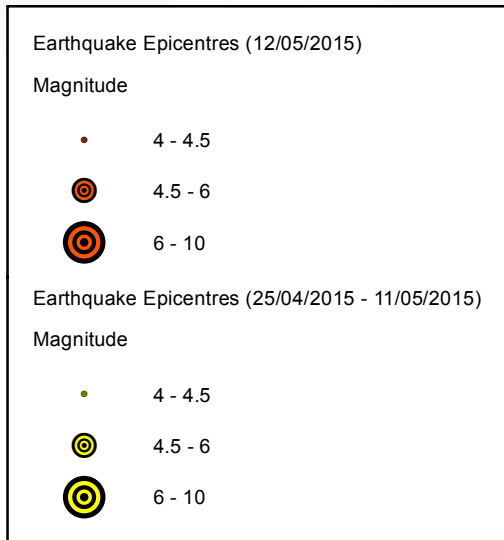 Earthquake Epicentres (12/05/2015)
Magnitude
4 - 4.5
4.5 - 6
6 - 10
Earthquake Epicentres (25/04/2015 - 11/05/2015)
Magnitude
4 - 4.5
4.5 - 6
6 - 10